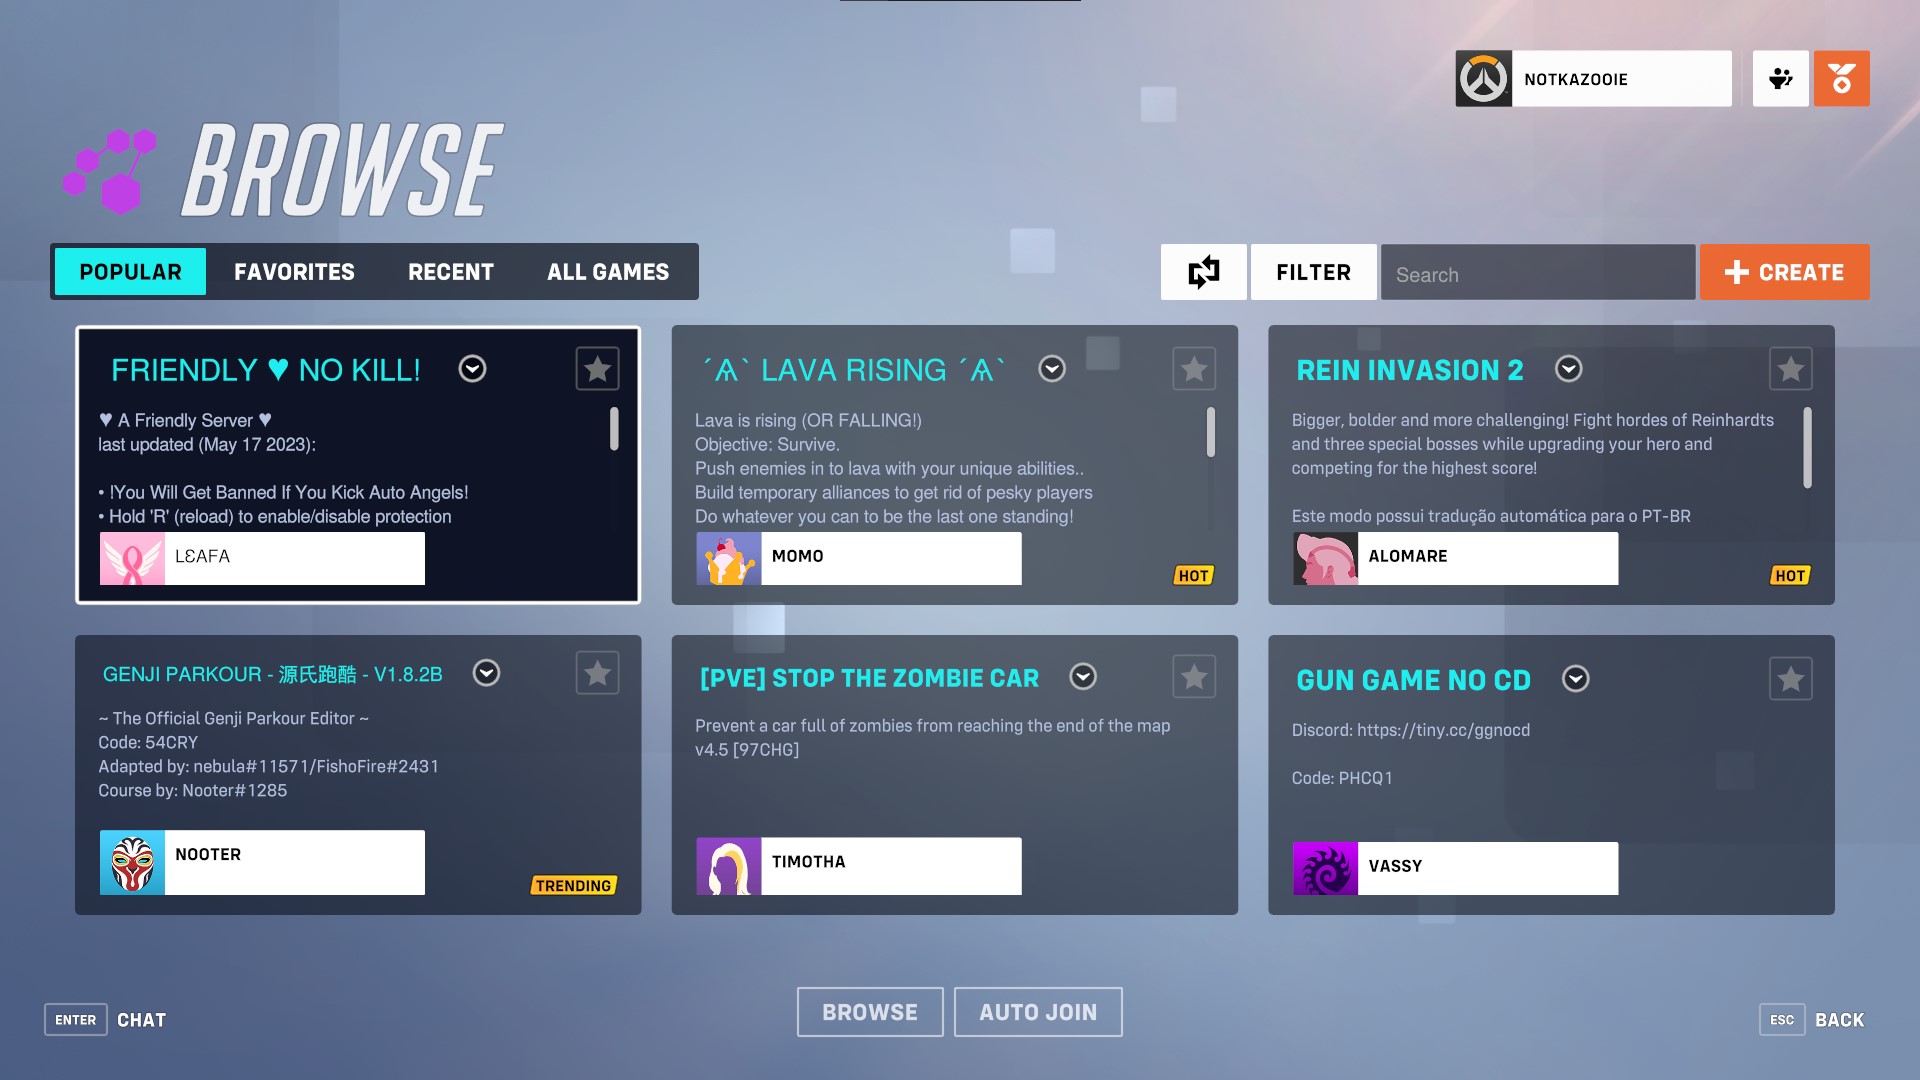 NOTKAZOOIE
BROWSE
POPULAR FAVORITES RECENT ALL GAMES
FILTER Search + CREATE
FRIENDLY ♥ NO KILL!
♥ A Friendly Server ♥
last updated (May 17 2023):
• !You Will Get Banned If You Kick Auto Angels!
• Hold 'R' (reload) to enable/disable protection
LƐAFA
LAVA RISING
Lava is rising (OR FALLING!)
Objective: Survive.
Push enemies in to lava with your unique abilities..
Build temporary alliances to get rid of pesky players
Do whatever you can to be the last one standing!
MOMO
HOT
REIN INVASION 2
Bigger, bolder and more challenging! Fight hordes of Reinhardts
and three special bosses while upgrading your hero and
competing for the highest score!
Este modo possui tradução automática para o PT-BR
ALOMARE
HOT
GENJI PARKOUR - 源氏跑酷 - V1.8.2B
~ The Official Genji Parkour Editor ~
Code: 54CRY
Adapted by: nebula#11571/FishoFire#2431
Course by: Nooter#1285
NOOTER
TRENDING
[PVE] STOP THE ZOMBIE CAR
Prevent a car full of zombies from reaching the end of the map
v4.5 [97CHG]
TIMOTHA
GUN GAME NO CD
Discord: https://tiny.cc/ggnocd
Code: PHCQ1
VASSY
ENTER CHAT
BROWSE AUTO JOIN
ESC BACK